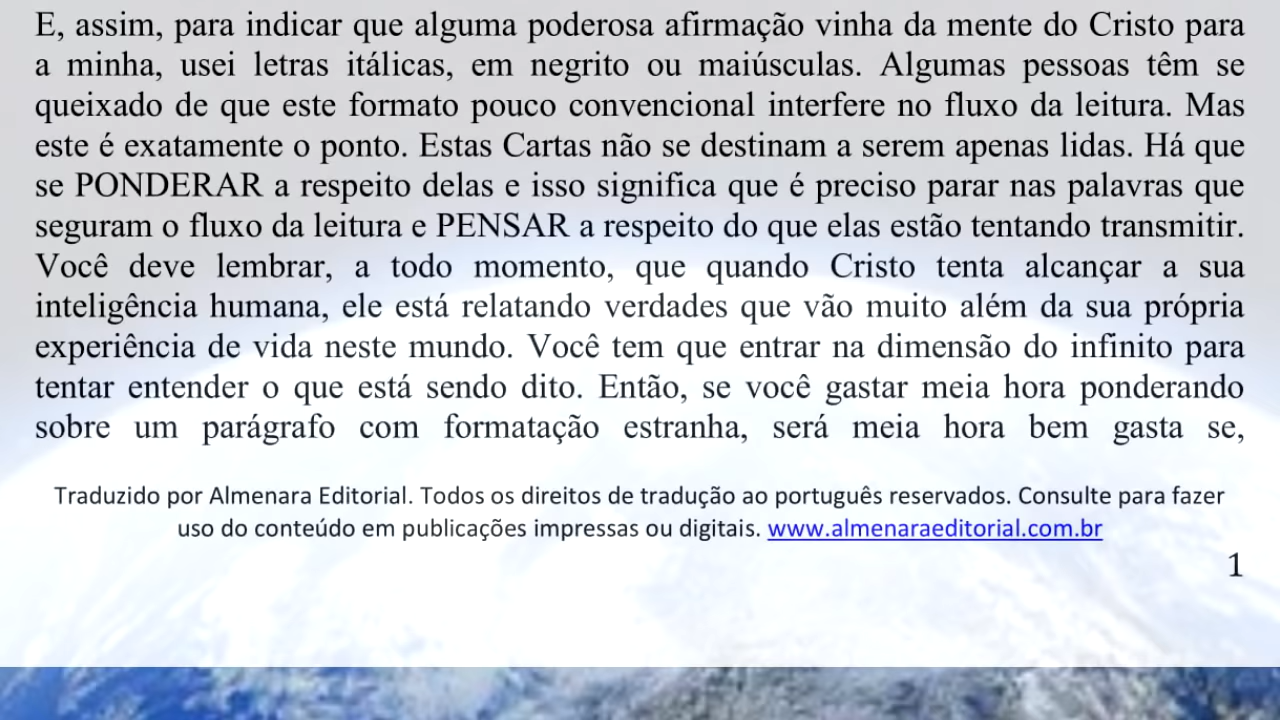 E, assim, para indicar que alguma poderosa afirmação vinha da mente do Cristo para
a minha, usei letras itálicas, em negrito ou maiúsculas. Algumas pessoas têm se
queixado de que este formato pouco convencional interfere no fluxo da leitura. Mas
este é exatamente o ponto. Estas Cartas não se destinam a serem apenas lidas. Há que
se PONDERAR a respeito delas e isso significa que é preciso parar nas palavras que
seguram o fluxo da leitura e PENSAR a respeito do que elas estão tentando transmitir.
Você deve lembrar, a todo momento, que quando Cristo tenta alcançar a sua
inteligência humana, ele está relatando verdades que vão muito além da sua própria
experiência de vida neste mundo. Você tem que entrar na dimensão do infinito para
tentar entender o que está sendo dito. Então, se você gastar meia hora ponderando
sobre um parágrafo com formatação estranha, será meia hora bem gasta se,
Traduzido por Almenara Editorial. Todos os direitos de tradução ao português reservados. Consulte para fazer
uso do conteúdo em publicações impressas ou digitais. www.almenaraeditorial.com.br
1